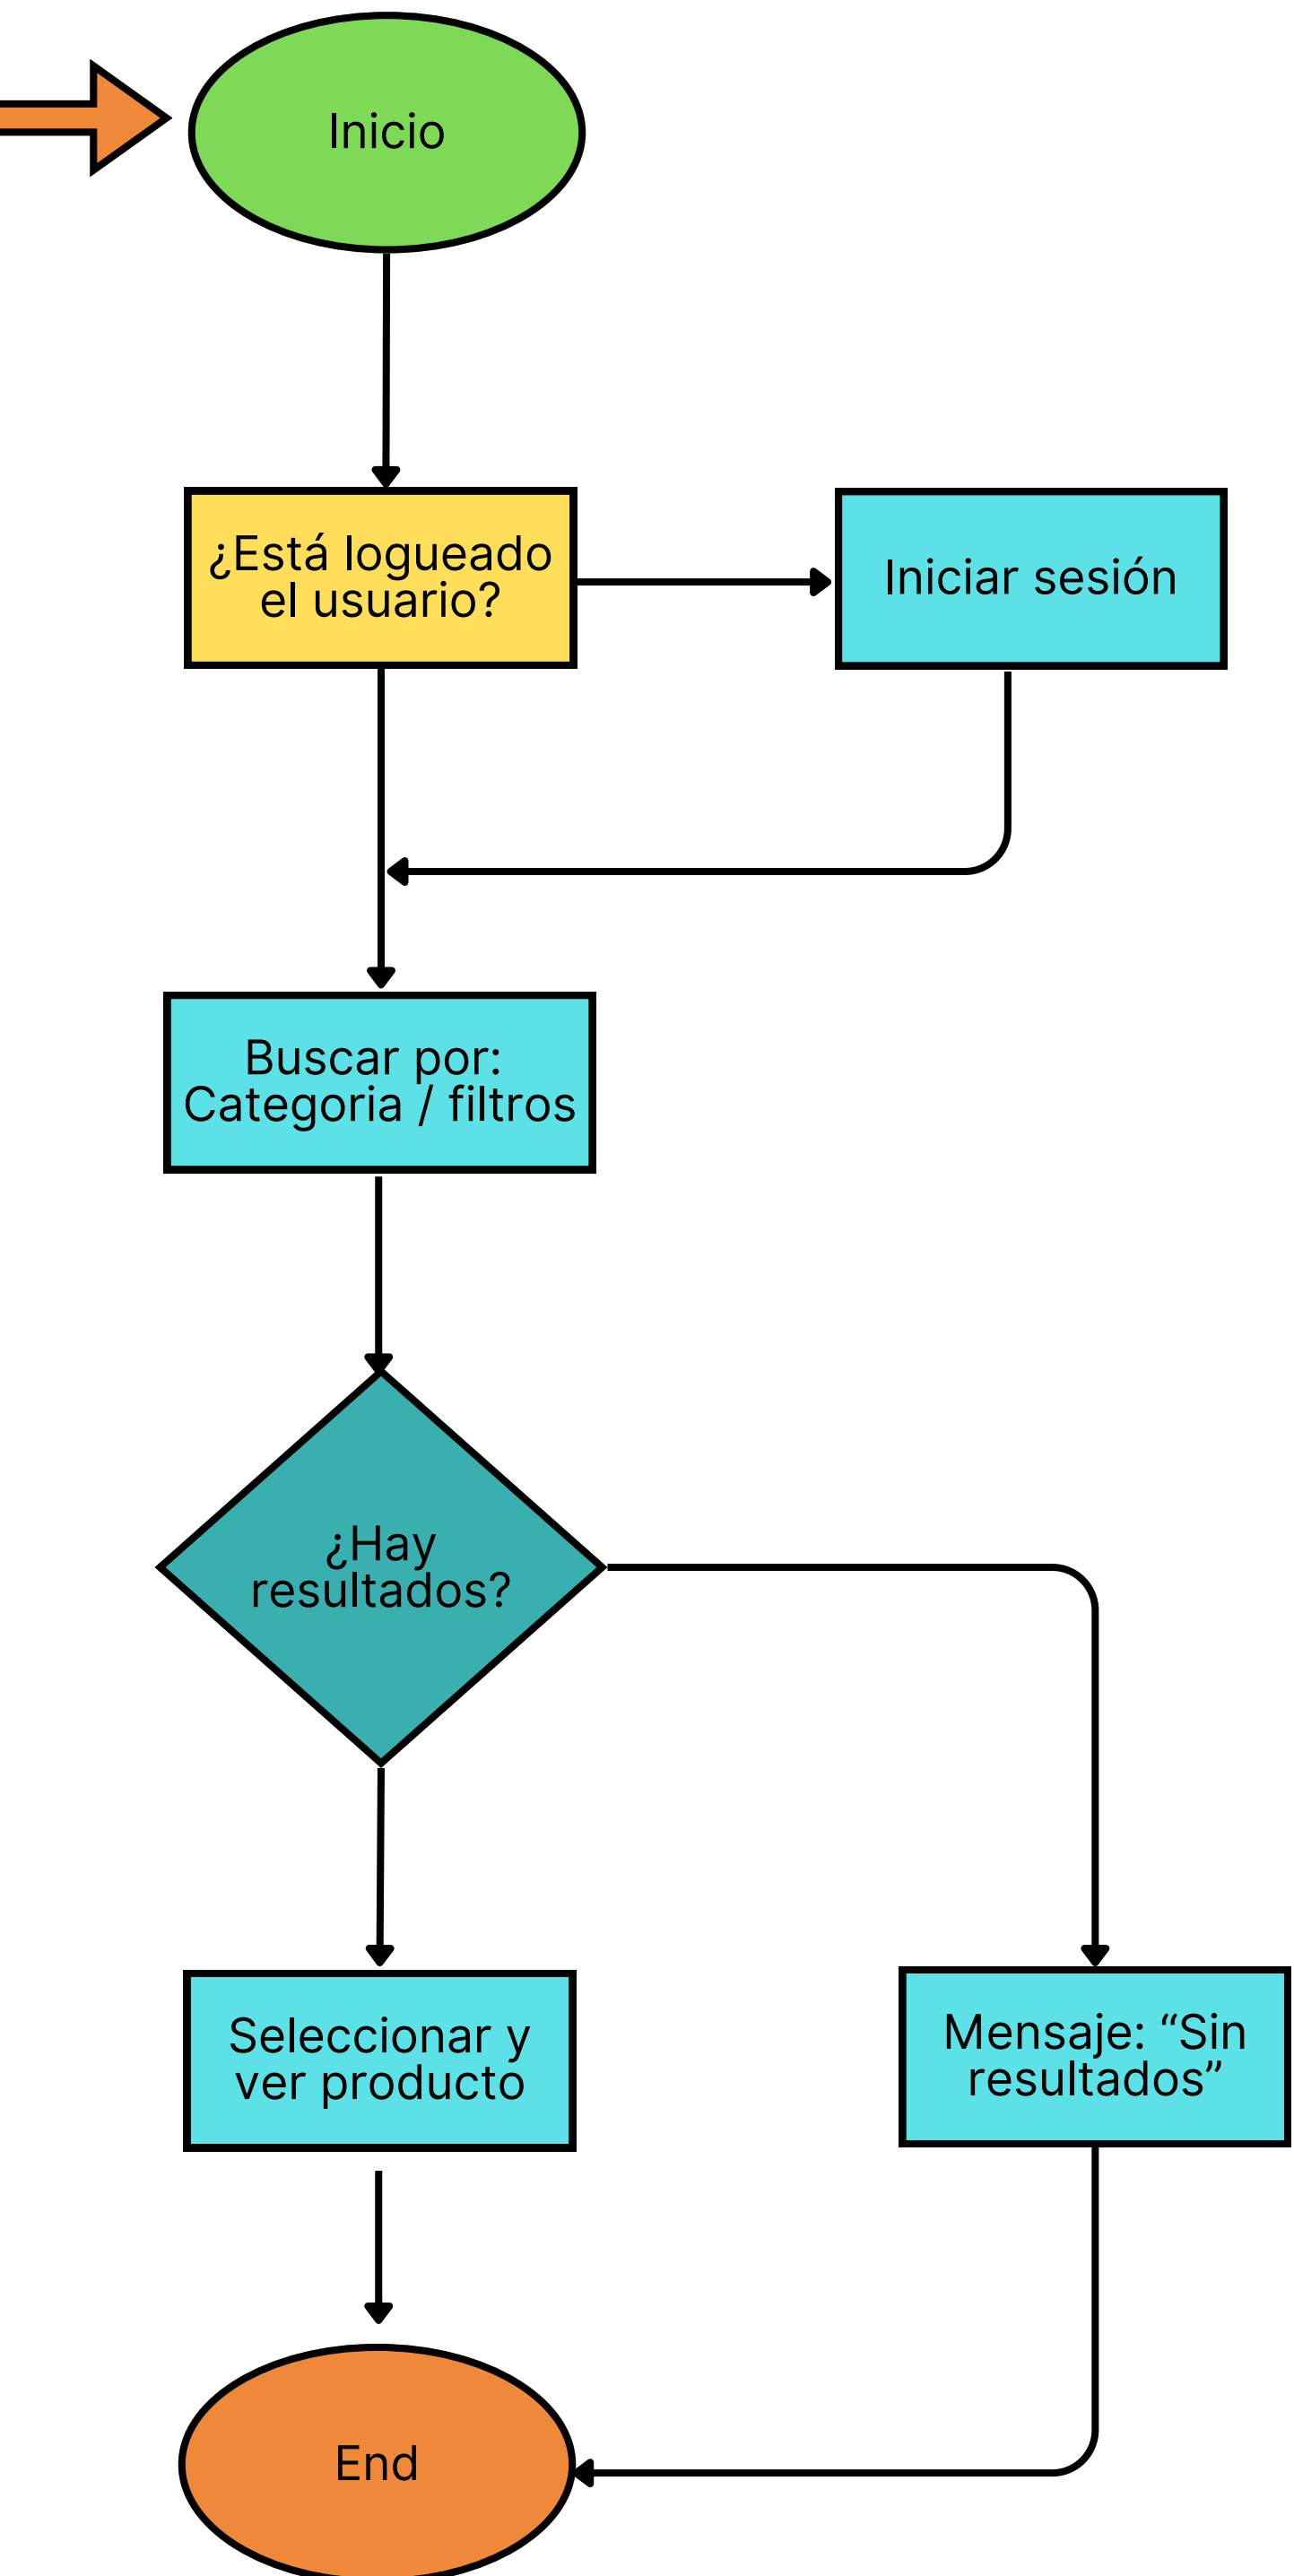 Inicio
¿Está logueado
el usuario?
Iniciar sesión
Buscar por:
Categoria / filtros
¿Hay
resultados?
Seleccionar y
ver producto
Mensaje: “Sin
resultados”
End